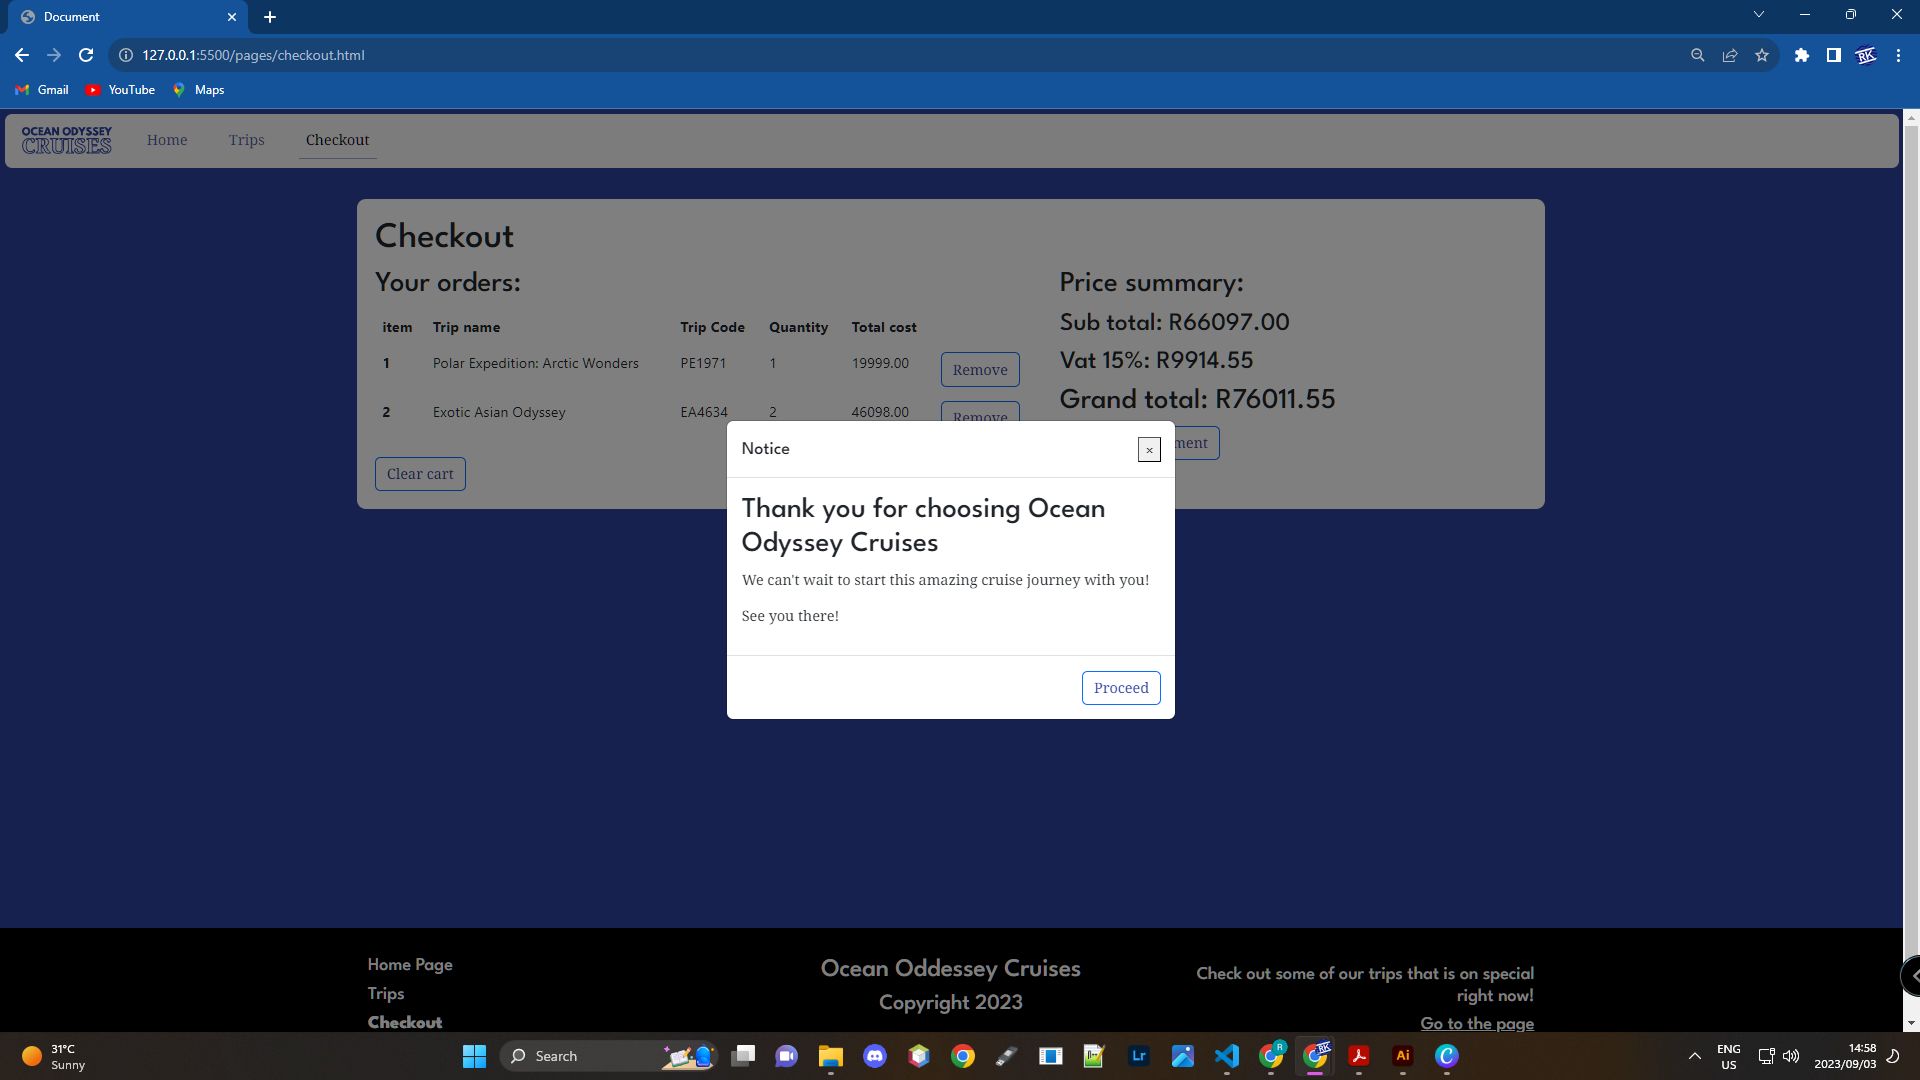 Document
127.0.0.1:5500/pages/checkout.html
Gmail
YouTube
Maps
OCEAN ODYSSEY
CRUISES
Home
Trips
Checkout
Checkout
Your orders:
item Trip name Trip Code Quantity Total cost
1 Polar Expedition: Arctic Wonders PE1971 1 19999.00 Remove
2 Exotic Asian Odyssey EA4634 2 46098.00 Remove
Clear cart
Price summary:
Sub total: R66097.00
Vat 15%: R9914.55
Grand total: R76011.55
ment
Notice
×
Thank you for choosing Ocean
Odyssey Cruises
We can't wait to start this amazing cruise journey with you!
See you there!
Proceed
Home Page
Trips
Checkout
Ocean Oddessey Cruises
Copyright 2023
Check out some of our trips that is on special
right now!
Go to the page
31°C
Sunny
Search
Lr
R
RK
Ai
ENG
US
14:58
2023/09/03